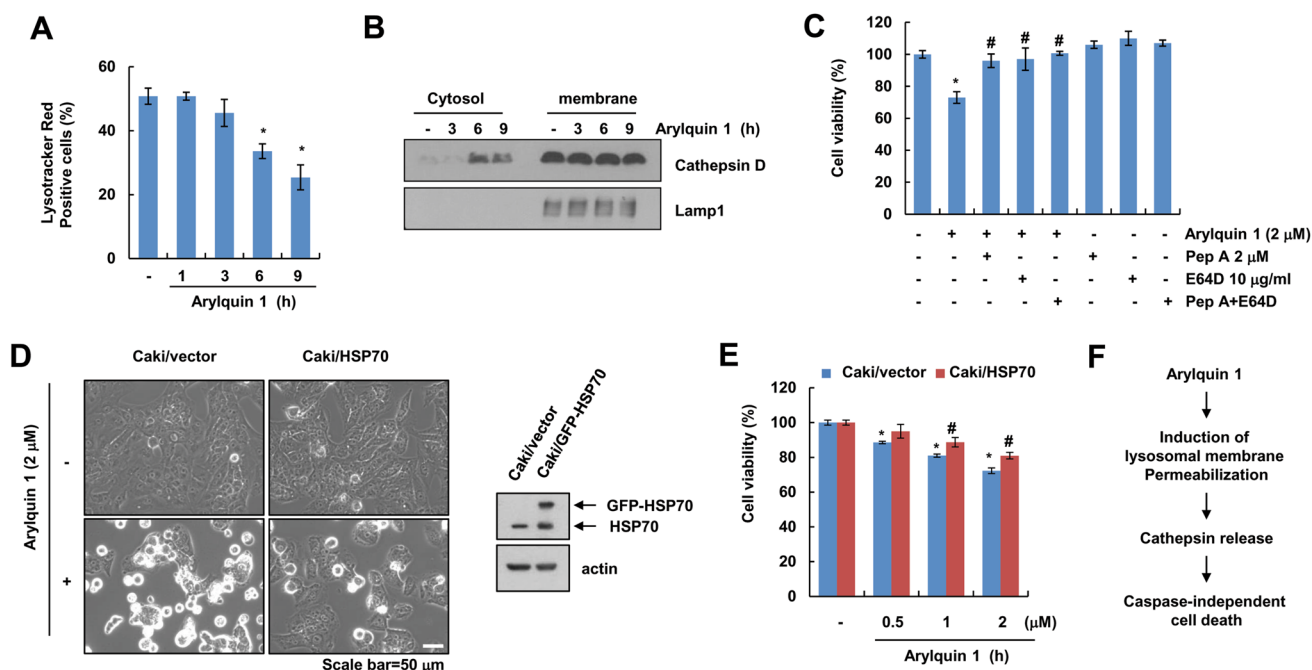 A
Lysotracker Red
Positive cells (%)
60
40
20
0
- 1 3 6 9
* *
Arylquin 1 (h)
B
Cytosol membrane
- 3 6 9 - 3 6 9 Arylquin 1 (h)
Cathepsin D
Lamp1
C
Cell viability (%)
120
100
80
60
40
20
0
* # # #
- + + + + - - - Arylquin 1 (2 μM)
- - + - - + - - Pep A 2 μM
- - - + - - + - E64D 10 μg/ml
- - - - + - - + Pep A+E64D
D
Caki/vector Caki/HSP70
Arylquin 1 (2 μM)
-
+
Scale bar=50 μm
Caki/vector
Caki/GFP-HSP70
GFP-HSP70
HSP70
actin
E
Caki/vector Caki/HSP70
Cell viability (%)
120
100
80
60
40
20
0
* * # * #
- 0.5 1 2 (μM)
Arylquin 1 (h)
F
Arylquin 1
Induction of
lysosomal membrane
Permeabilization
Cathepsin release
Caspase-independent
cell death